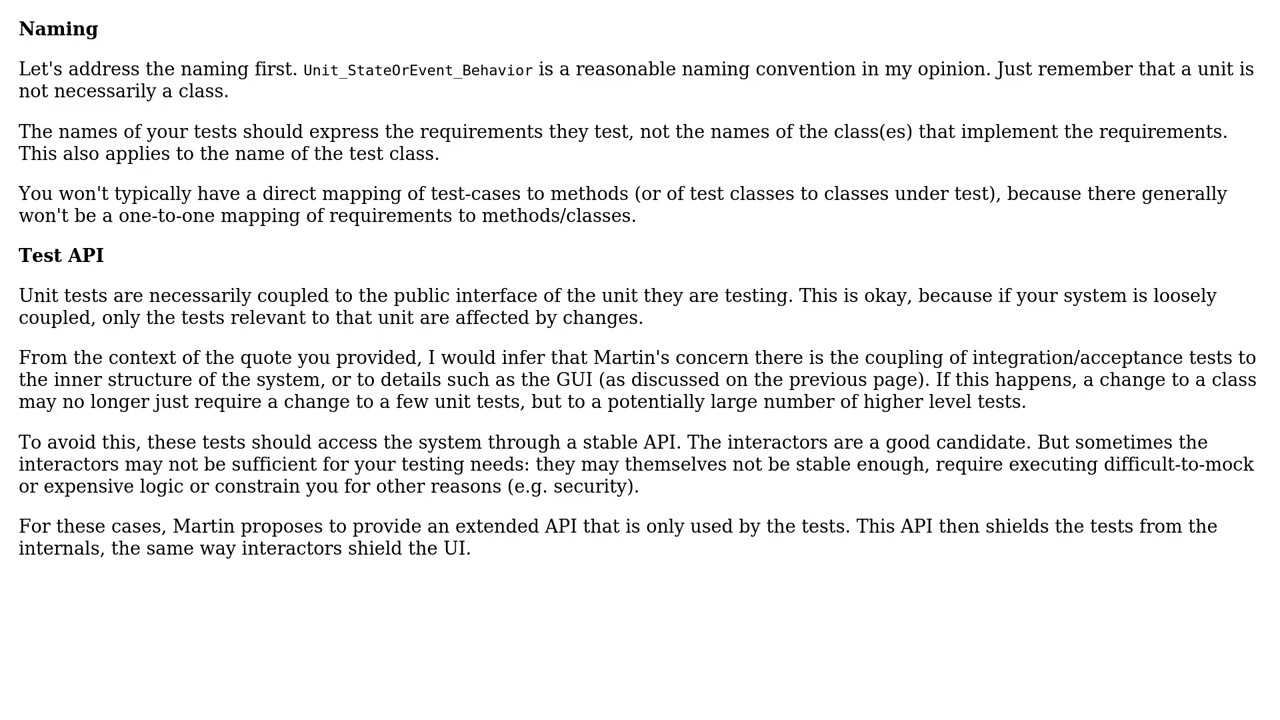 Naming
Let's address the naming first. Unit_StateOrEvent_Behavior is a reasonable naming convention in my opinion. Just remember that a unit is
not necessarily a class.
The names of your tests should express the requirements they test, not the names of the class(es) that implement the requirements.
This also applies to the name of the test class.
You won't typically have a direct mapping of test-cases to methods (or of test classes to classes under test), because there generally
won't be a one-to-one mapping of requirements to methods/classes.
Test API
Unit tests are necessarily coupled to the public interface of the unit they are testing. This is okay, because if your system is loosely
coupled, only the tests relevant to that unit are affected by changes.
From the context of the quote you provided, I would infer that Martin's concern there is the coupling of integration/acceptance tests to
the inner structure of the system, or to details such as the GUI (as discussed on the previous page). If this happens, a change to a class
may no longer just require a change to a few unit tests, but to a potentially large number of higher level tests.
To avoid this, these tests should access the system through a stable API. The interactors are a good candidate. But sometimes the
interactors may not be sufficient for your testing needs: they may themselves not be stable enough, require executing difficult-to-mock
or expensive logic or constrain you for other reasons (e.g. security).
For these cases, Martin proposes to provide an extended API that is only used by the tests. This API then shields the tests from the
internals, the same way interactors shield the UI.